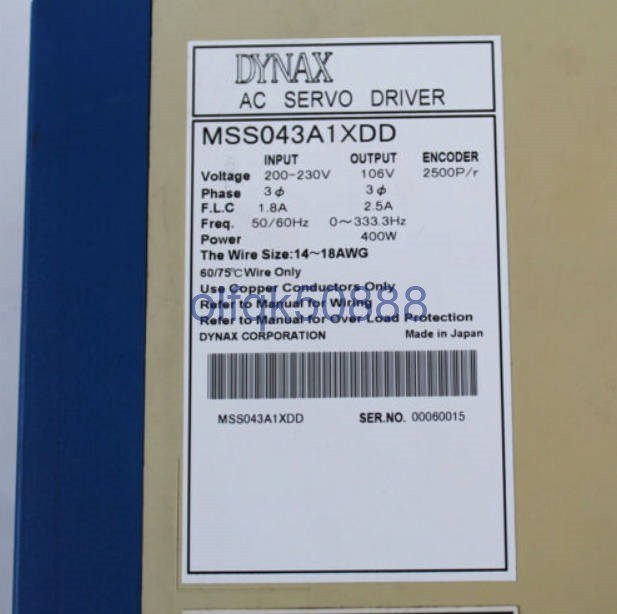 DYNAX
AC SERVO DRIVER
MSS043A1XDD
INPUT OUTPUT ENCODER
Voltage 200-230V 106V 2500P/r
Phase 3ϕ 3ϕ
F.L.C 1.8A 2.5A
Freq. 50/60Hz 0～333.3Hz
Power 400W
The Wire Size:14～18AWG
60/75℃ Wire Only
Use Copper Conductors Only
olfqk50888
Refer to Manual for Wiring
Refer to Manual for Over Load Protection
DYNAX CORPORATION Made in Japan
MSS043A1XDD SER.NO. 00060015